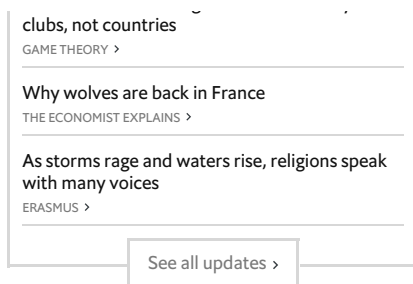 clubs, not countries
GAME THEORY >
Why wolves are back in France
THE ECONOMIST EXPLAINS >
As storms rage and waters rise, religions speak
with many voices
ERASMUS >
See all updates >